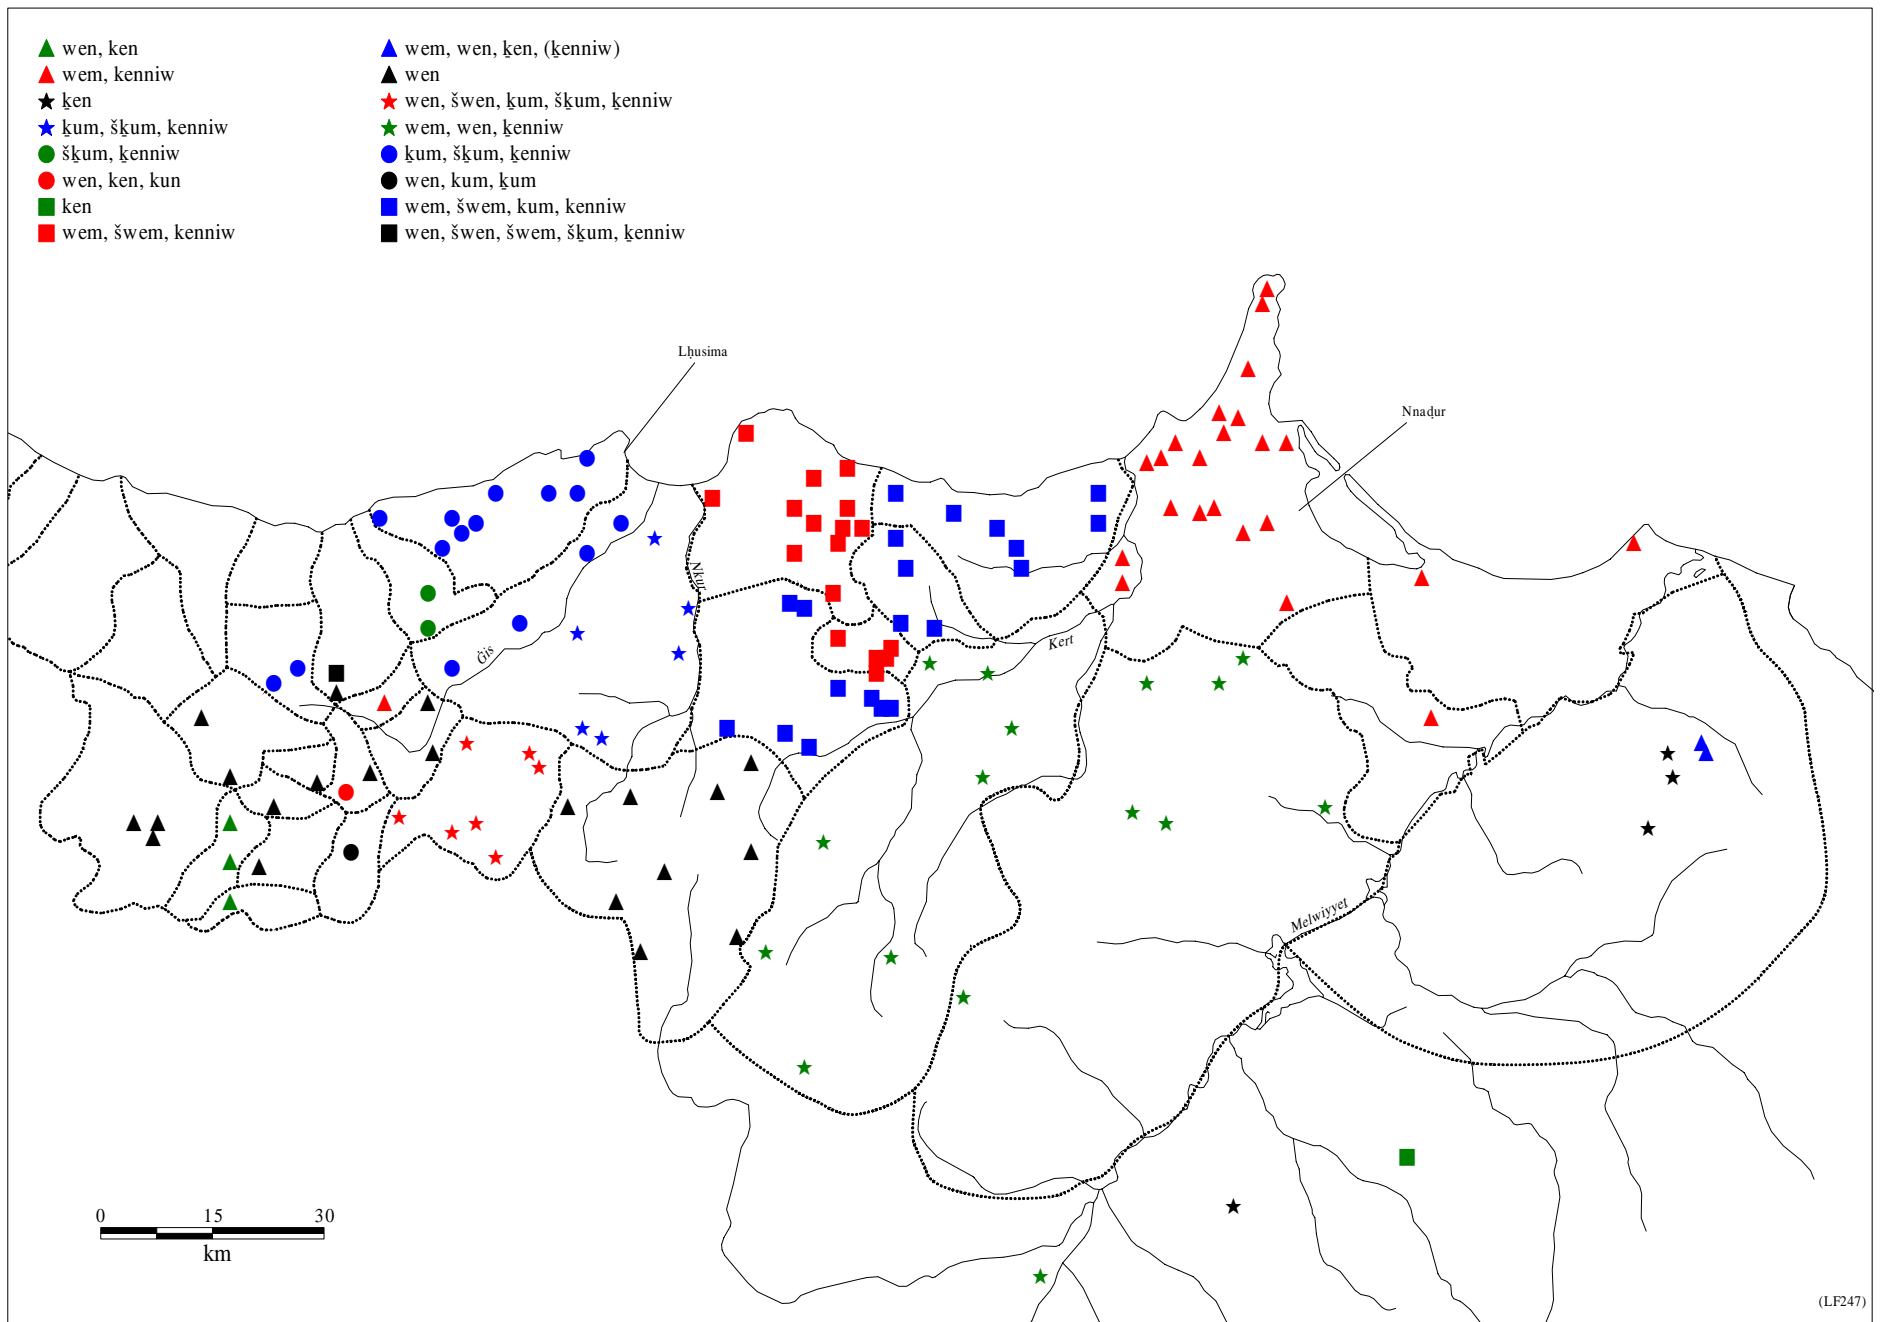 wen, ken
wem, kenniw
ḵen
ḵum, šḵum, kenniw
šḵum, ḵenniw
wen, ken, kun
ken
wem, šwem, kenniw
wem, wen, ḵen, (ḵenniw)
wen
wen, šwen, ḵum, šḵum, ḵenniw
wem, wen, ḵenniw
ḵum, šḵum, ḵenniw
wen, kum, ḵum
wem, šwem, kum, kenniw
wen, šwen, šwem, šḵum, ḵenniw
Lḥusima
Nnaḍur
Nkur
Ġis
Kert
Melwiyyet
0 15 30
km
(LF247)